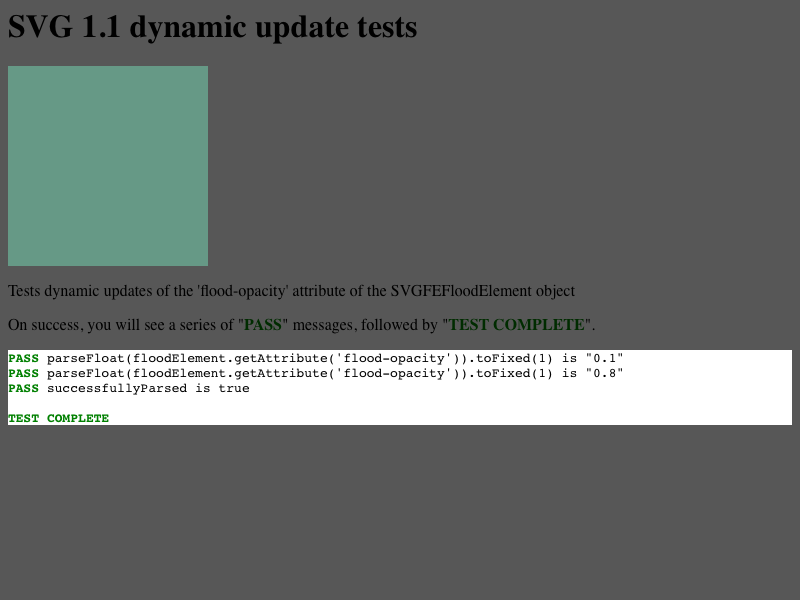 SVG 1.1 dynamic update tests
Tests dynamic updates of the 'flood-opacity' attribute of the SVGFEFloodElement object
On success, you will see a series of "PASS" messages, followed by "TEST COMPLETE".
PASS parseFloat(floodElement.getAttribute('flood-opacity')).toFixed(1) is "0.1"
PASS parseFloat(floodElement.getAttribute('flood-opacity')).toFixed(1) is "0.8"
PASS successfullyParsed is true
TEST COMPLETE